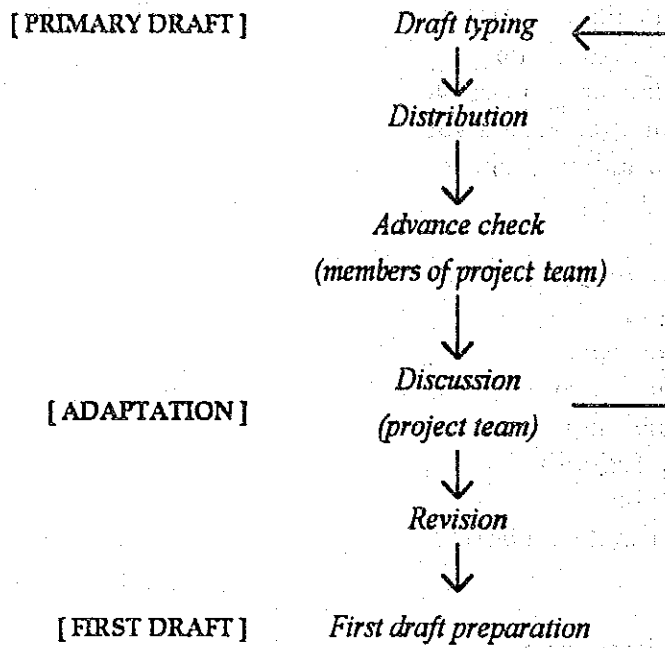 [ PRIMARY DRAFT ] Draft typing
Distribution
Advance check
(members of project team)
Discussion
[ ADAPTATION ] (project team)
Revision
[ FIRST DRAFT ] First draft preparation